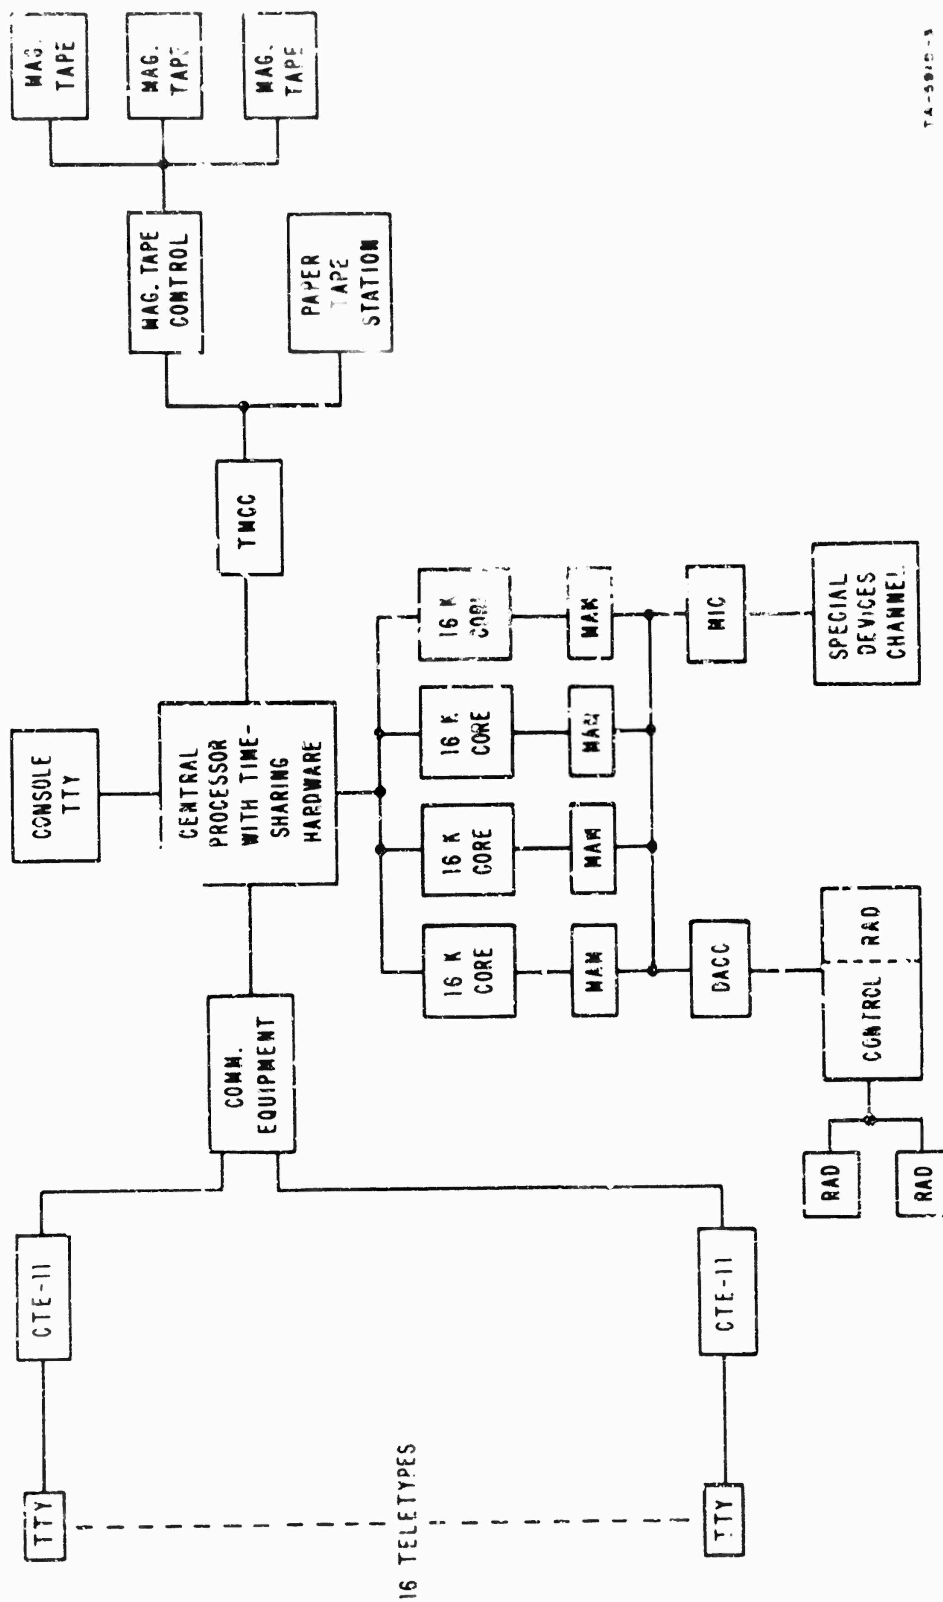 TTY
16 TELETYPES
TTY
CTE-11
CTE-11
COMM.
EQUIPMENT
CONSOLE
TTY
CENTRAL
PROCESSOR
WITH TIME-
SHARING
HARDWARE
TMCC
MAG. TAPE
CONTROL
PAPER
TAPE
STATION
MAG.
TAPE
MAG.
TAPE
MAG.
TAPE
16 K
CORE
16 K
CORE
16 K
CORE
16 K
CORE
MAM
MAM
MAM
MAM
DACC
MIC
CONTROL
RAD
RAD
RAD
SPECIAL
DEVICES
CHANNEL